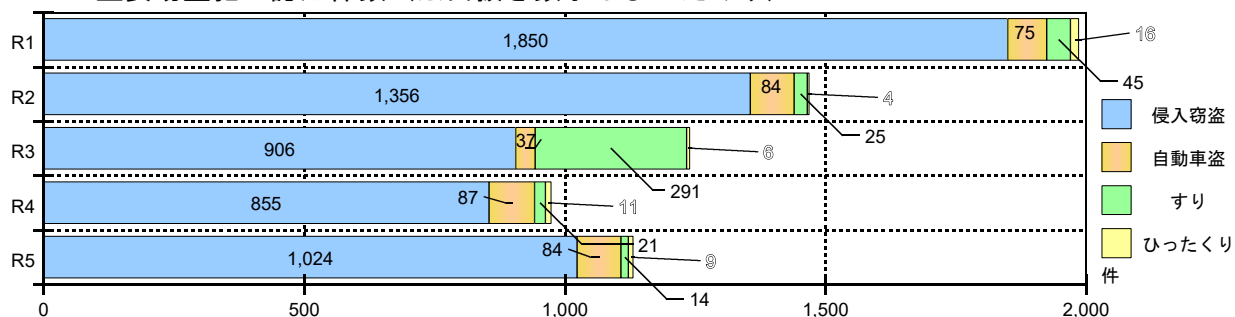 R1 1,850 75 45 16
R2 1,356 84 25 4
R3 906 37 291 6
R4 855 87 21 11
R5 1,024 84 14 9
侵入窃盗
自動車盗
すり
ひったくり
件
0 500 1,000 1,500 2,000